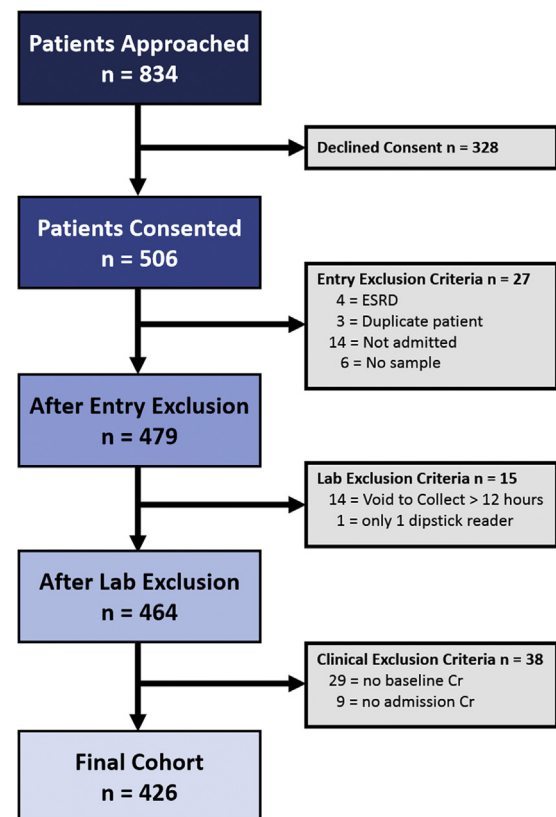 Patients Approached
n = 834
Declined Consent n = 328
Patients Consented
n = 506
Entry Exclusion Criteria n = 27
4 = ESRD
3 = Duplicate patient
14 = Not admitted
6 = No sample
After Entry Exclusion
n = 479
Lab Exclusion Criteria n = 15
14 = Void to Collect > 12 hours
1 = only 1 dipstick reader
After Lab Exclusion
n = 464
Clinical Exclusion Criteria n = 38
29 = no baseline Cr
9 = no admission Cr
Final Cohort
n = 426